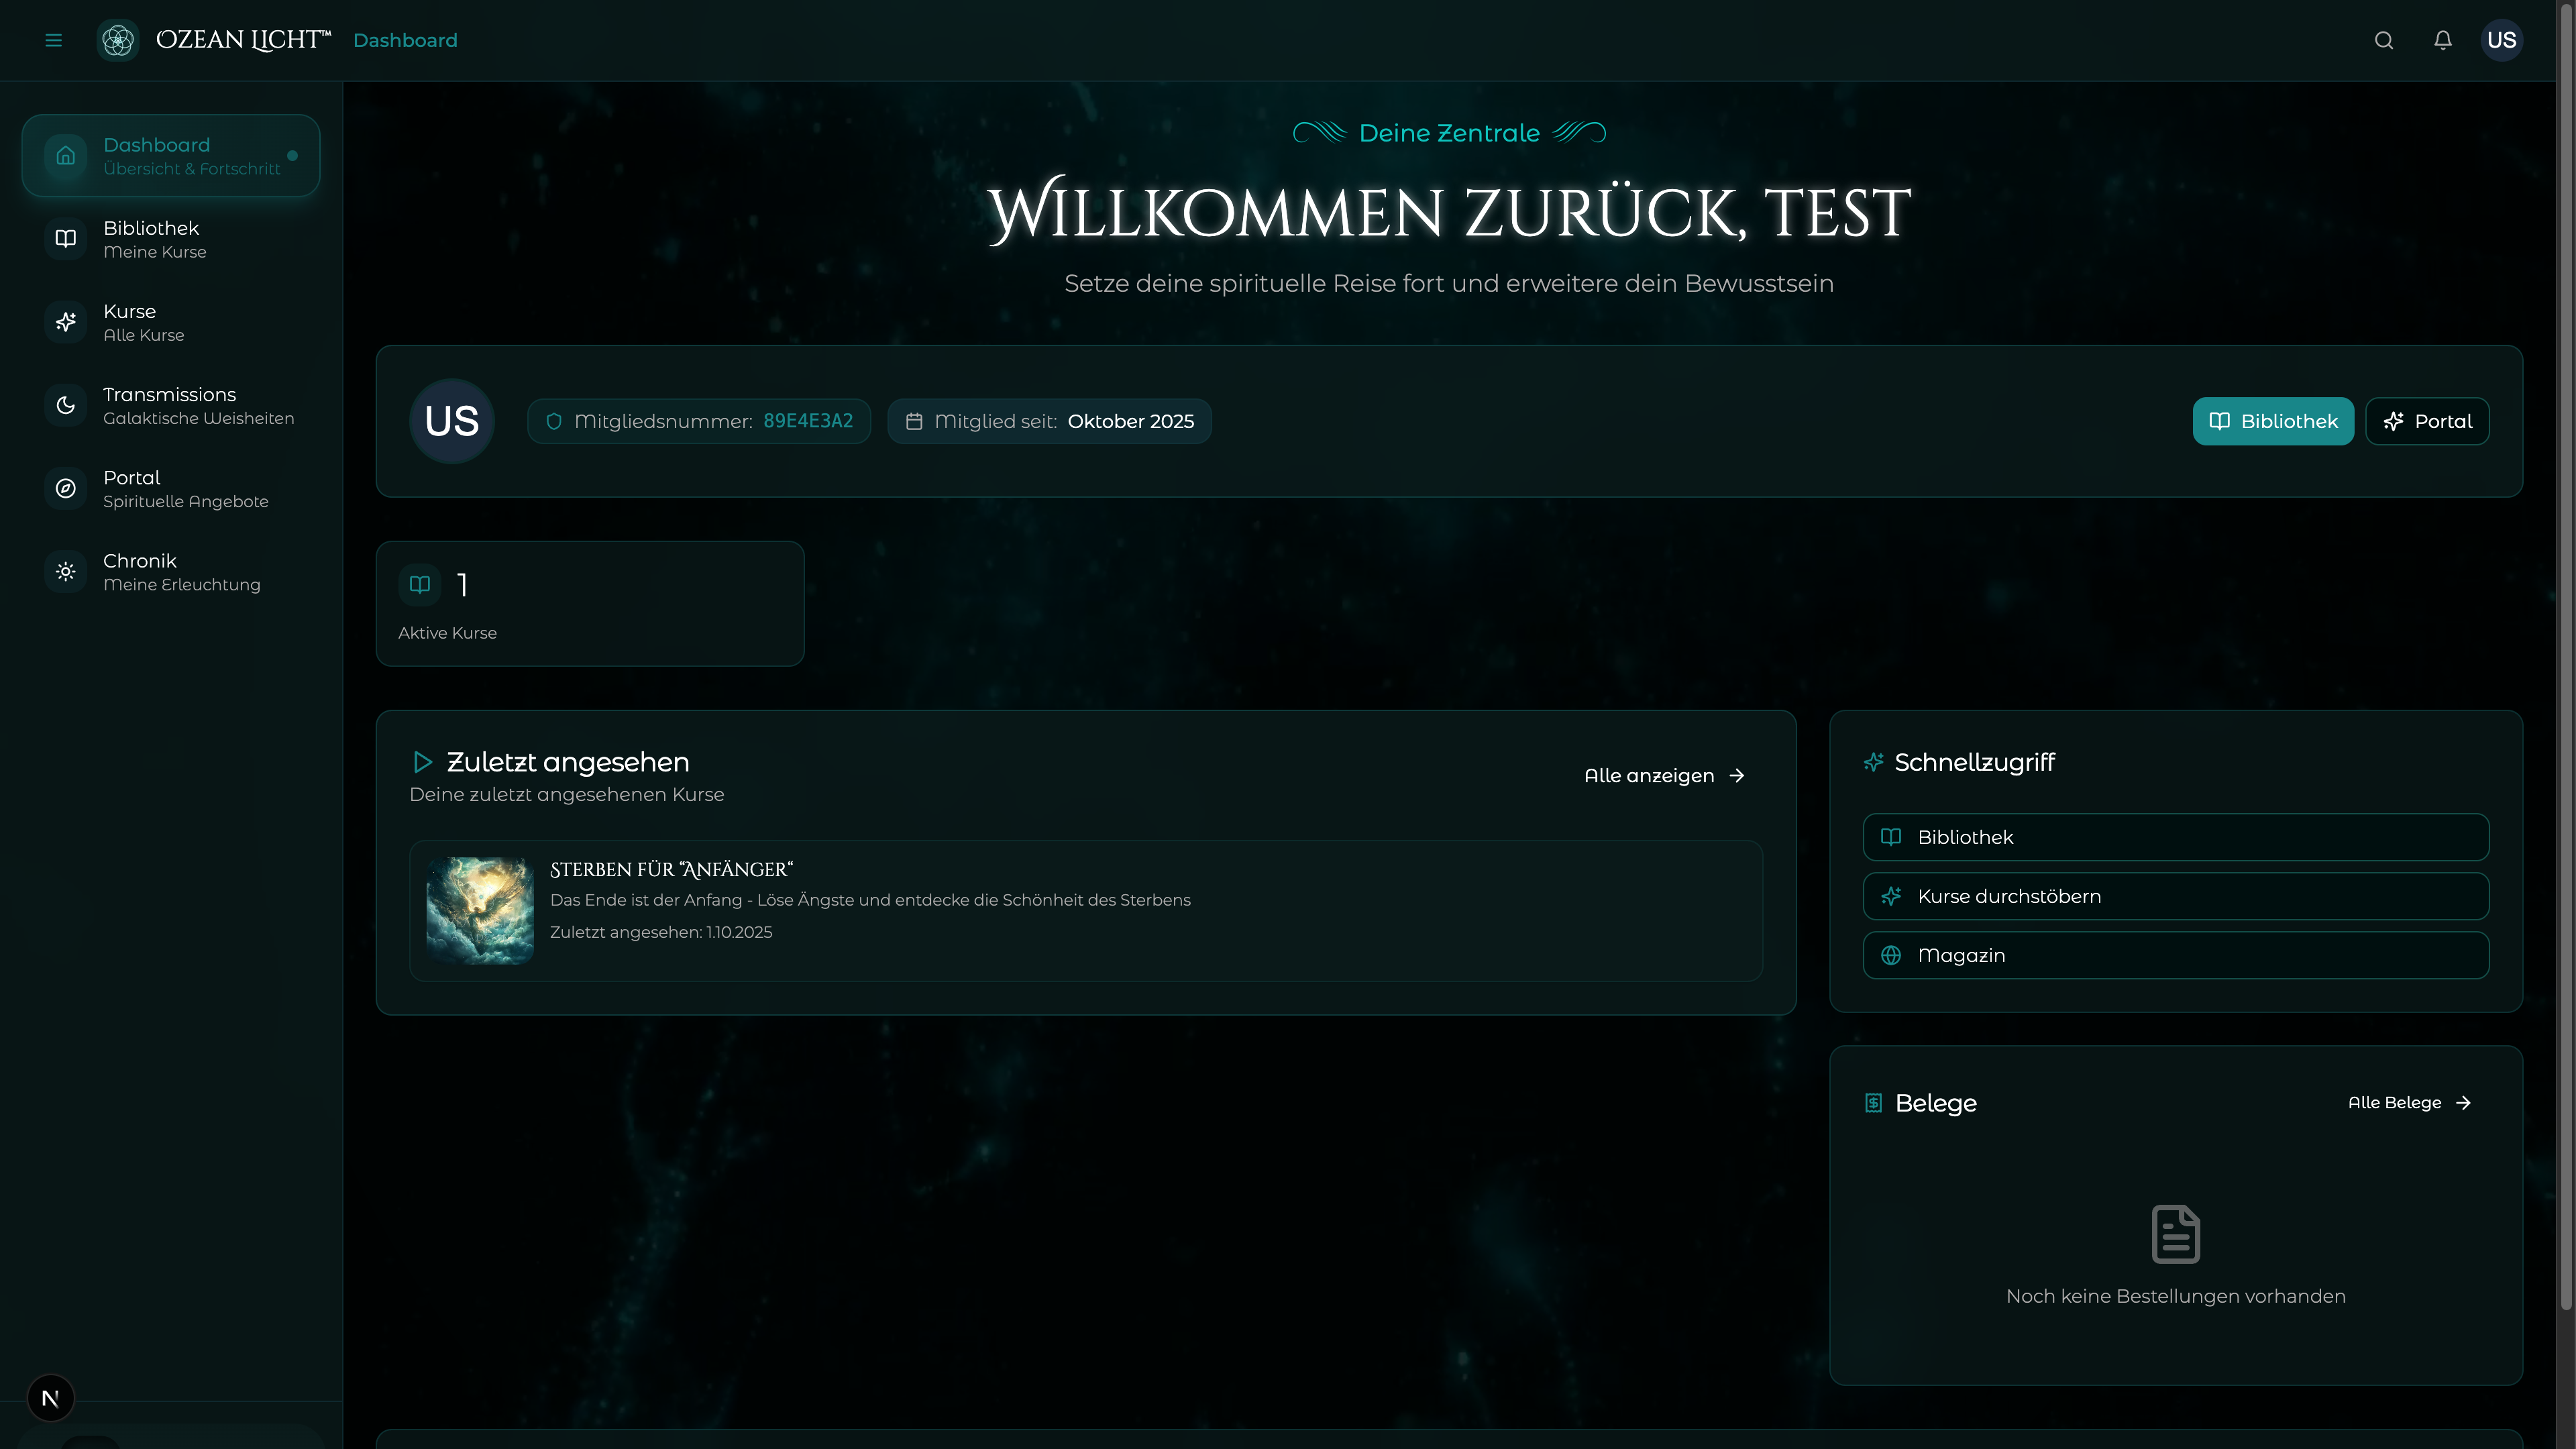 OZEAN LICHT™ Dashboard
US
Dashboard
Übersicht & Fortschritt
Bibliothek
Meine Kurse
Kurse
Alle Kurse
Transmissions
Galaktische Weisheiten
Portal
Spirituelle Angebote
Chronik
Meine Erleuchtung
N
Deine Zentrale
WILLKOMMEN ZURÜCK, TEST
Setze deine spirituelle Reise fort und erweitere dein Bewusstsein
US
Mitgliedsnummer: 89E4E3A2
Mitglied seit: Oktober 2025
Bibliothek
Portal
1
Aktive Kurse
Zuletzt angesehen
Deine zuletzt angesehenen Kurse
Alle anzeigen →
STERBEN FÜR “ANFÄNGER“
Das Ende ist der Anfang - Löse Ängste und entdecke die Schönheit des Sterbens
Zuletzt angesehen: 1.10.2025
Schnellzugriff
Bibliothek
Kurse durchstöbern
Magazin
Belege
Alle Belege →
Noch keine Bestellungen vorhanden